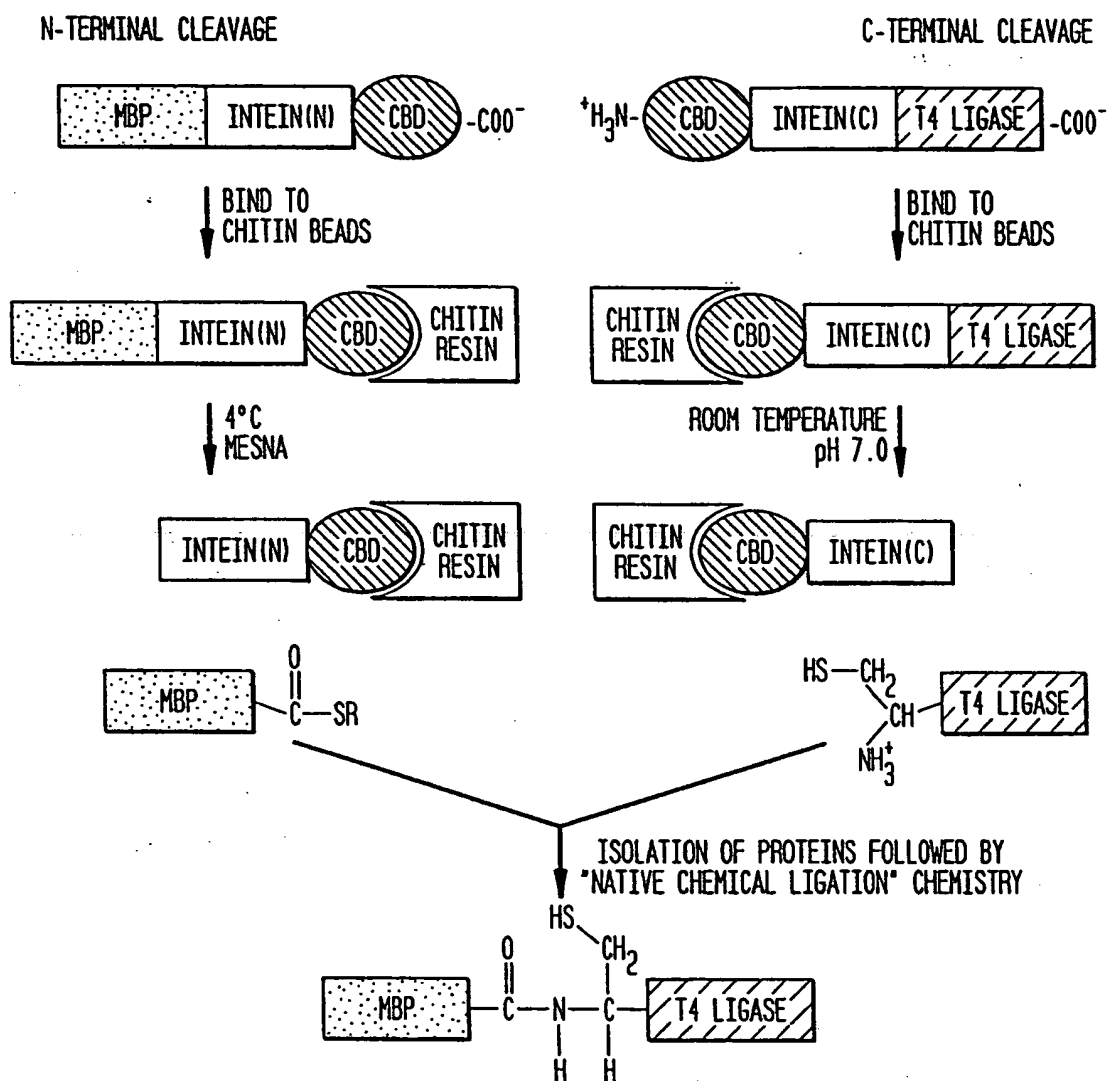 N-TERMINAL CLEAVAGE
C-TERMINAL CLEAVAGE
MBP
INTEIN(N)
CBD
-COO⁻
⁺H₃N-
CBD
INTEIN(C)
T4 LIGASE
-COO⁻
BIND TO
CHITIN BEADS
BIND TO
CHITIN BEADS
MBP
INTEIN(N)
CBD
CHITIN
RESIN
CHITIN
RESIN
CBD
INTEIN(C)
T4 LIGASE
4°C
MESNA
ROOM TEMPERATURE
pH 7.0
INTEIN(N)
CBD
CHITIN
RESIN
CHITIN
RESIN
CBD
INTEIN(C)
MBP
O
C
SR
HS
CH₂
CH
NH₃⁺
T4 LIGASE
ISOLATION OF PROTEINS FOLLOWED BY
"NATIVE CHEMICAL LIGATION" CHEMISTRY
HS
CH₂
O
MBP
C
N
C
T4 LIGASE
H
H